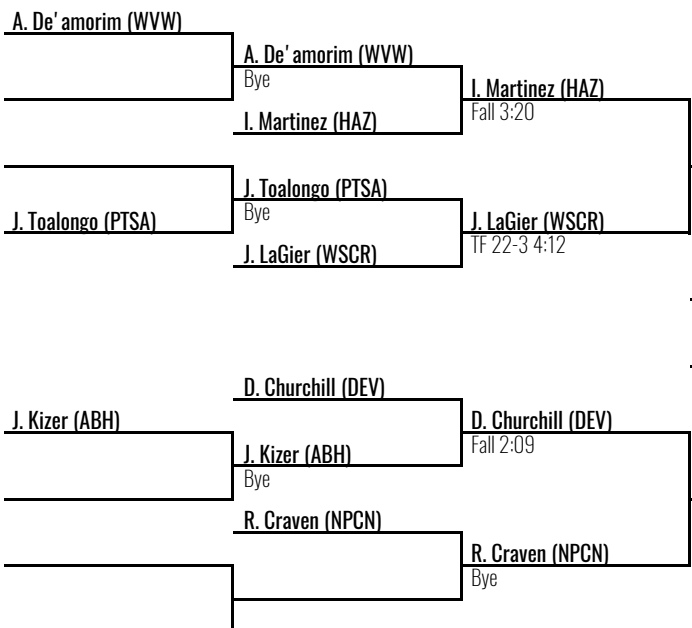 A. De'amorim (WVW)
A. De'amorim (WVW)
Bye
I. Martinez (HAZ)
Fall 3:20
I. Martinez (HAZ)
J. Toalongo (PTSA)
Bye
J. Toalongo (PTSA)
J. LaGier (WSCR)
TF 22-3 4:12
J. LaGier (WSCR)
D. Churchill (DEV)
J. Kizer (ABH)
D. Churchill (DEV)
Fall 2:09
J. Kizer (ABH)
Bye
R. Craven (NPCN)
R. Craven (NPCN)
Bye